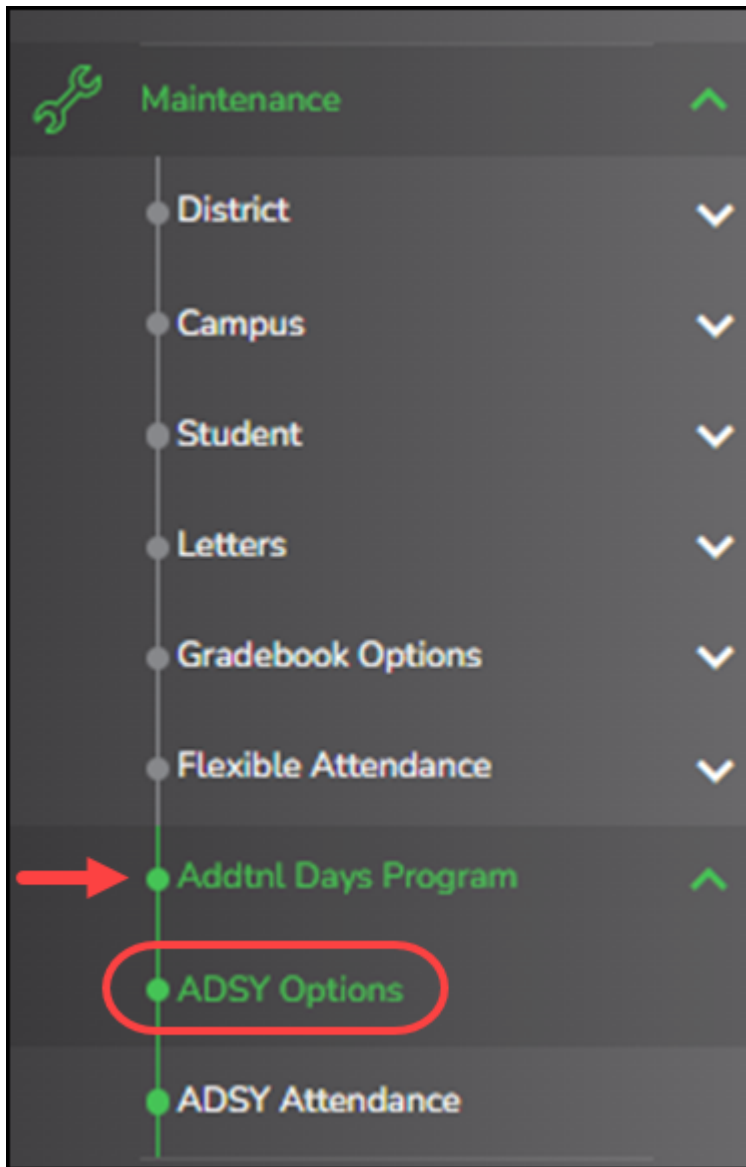 Maintenance
District
Campus
Student
Letters
Gradebook Options
Flexible Attendance
Addtnl Days Program
ADSY Options
ADSY Attendance